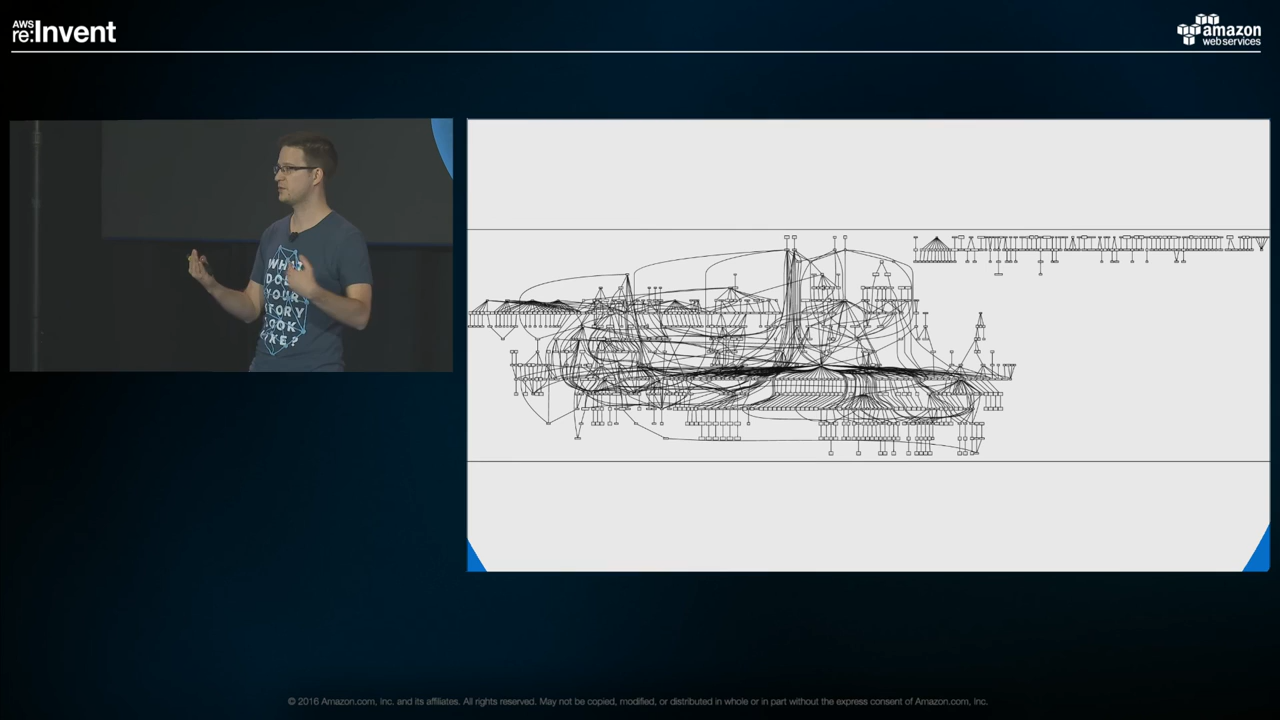 AWS
re:Invent
amazon
webservices
WHAT
DOES
YOUR
STORY
LOOK
LIKE?
© 2016 Amazon.com, Inc. and its affiliates. All rights reserved. May not be copied, modified, or distributed in whole or in part without the express consent of Amazon.com, Inc.